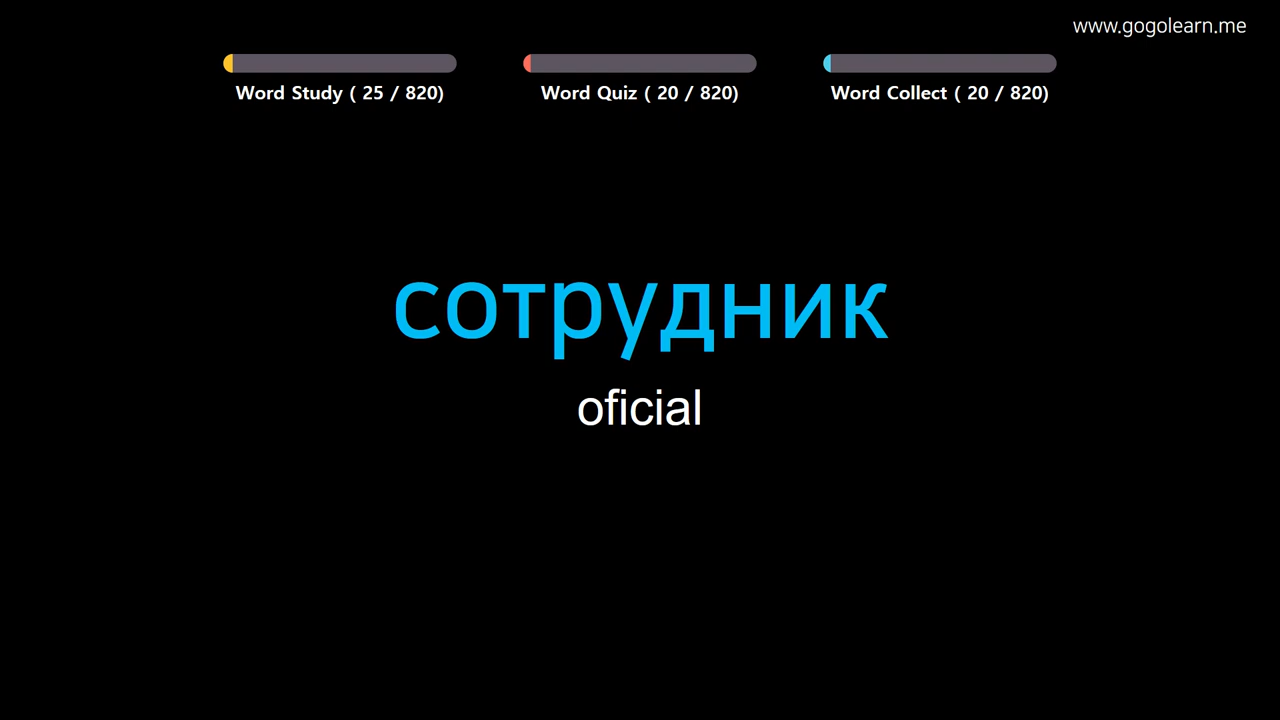 www.gogolearn.me
Word Study ( 25 / 820)
Word Quiz ( 20 / 820)
Word Collect ( 20 / 820)
сотрудник
oficial